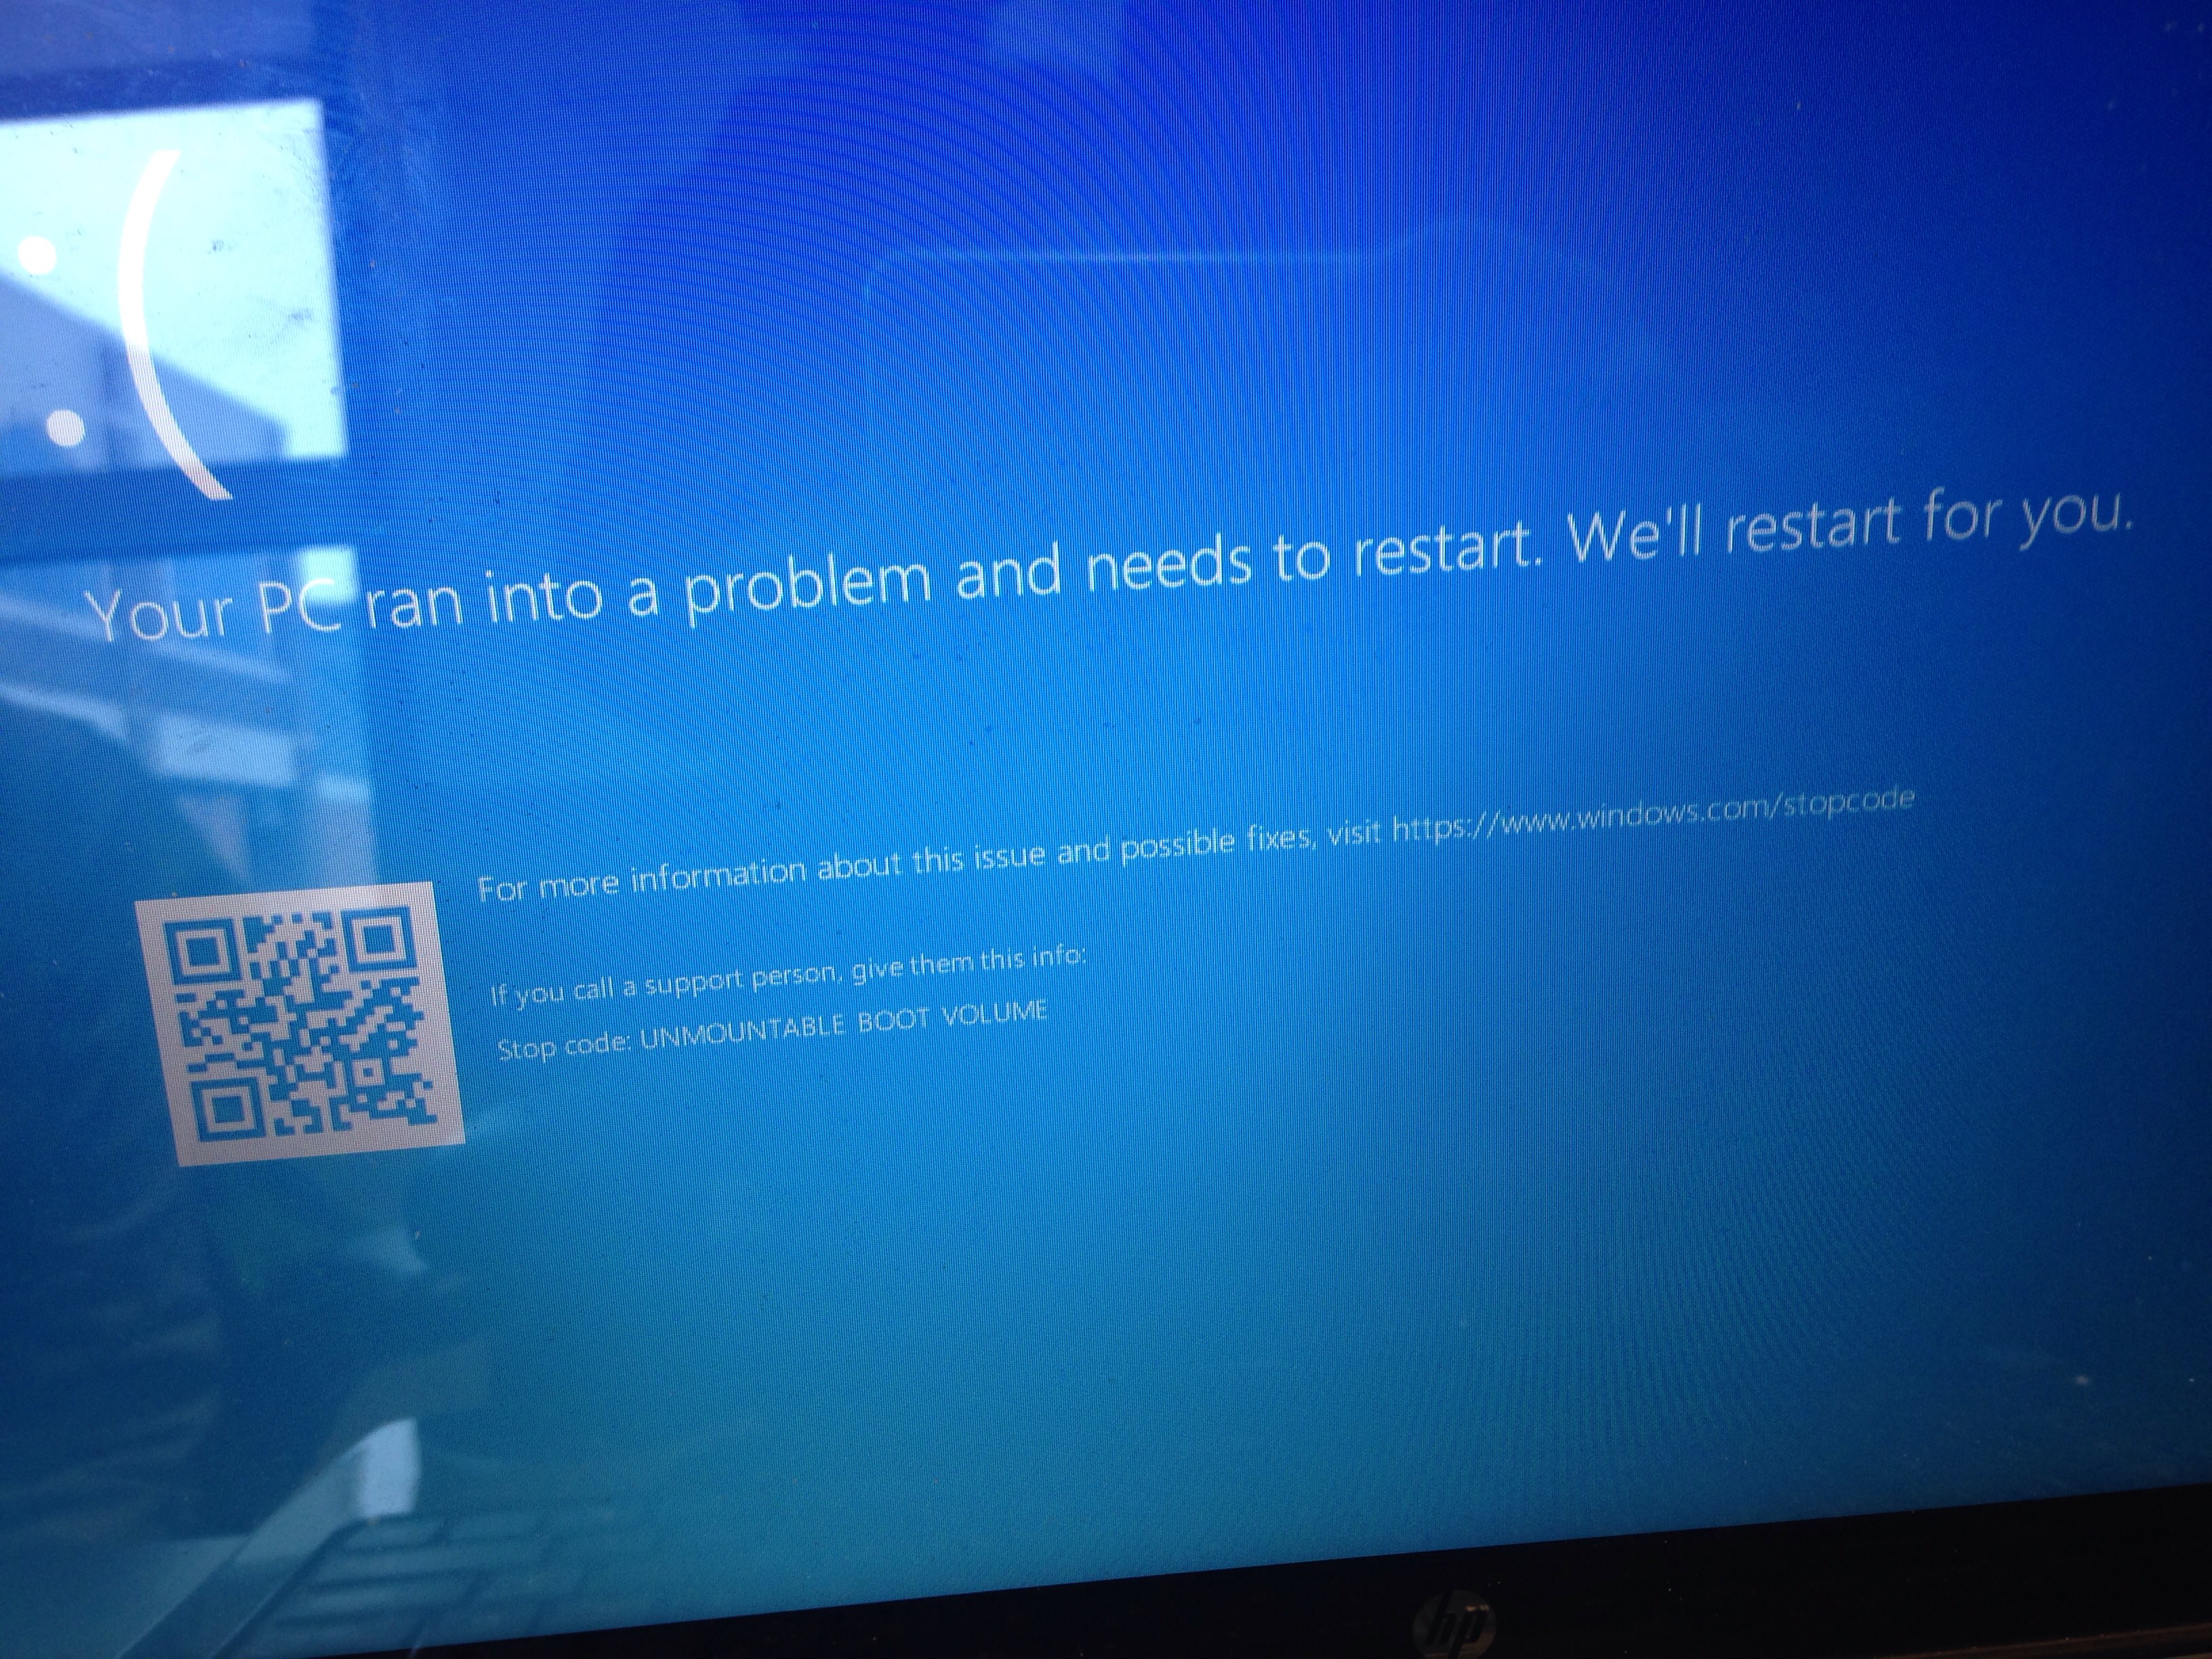 :(
Your PC ran into a problem and needs to restart. We'll restart for you.
For more information about this issue and possible fixes, visit https://www.windows.com/stopcode
If you call a support person, give them this info:
Stop code: UNMOUNTABLE BOOT VOLUME
hp